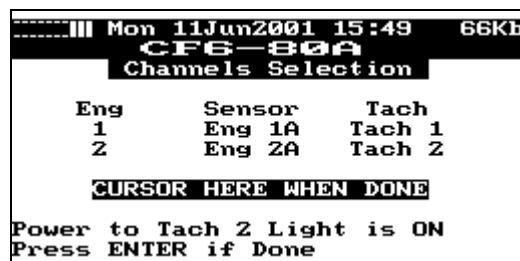 Mon 11Jun2001 15:49 66Kb
CF6-80A
Channels Selection
Eng Sensor Tach
1 Eng 1A Tach 1
2 Eng 2A Tach 2
CURSOR HERE WHEN DONE
Power to Tach 2 Light is ON
Press ENTER if Done